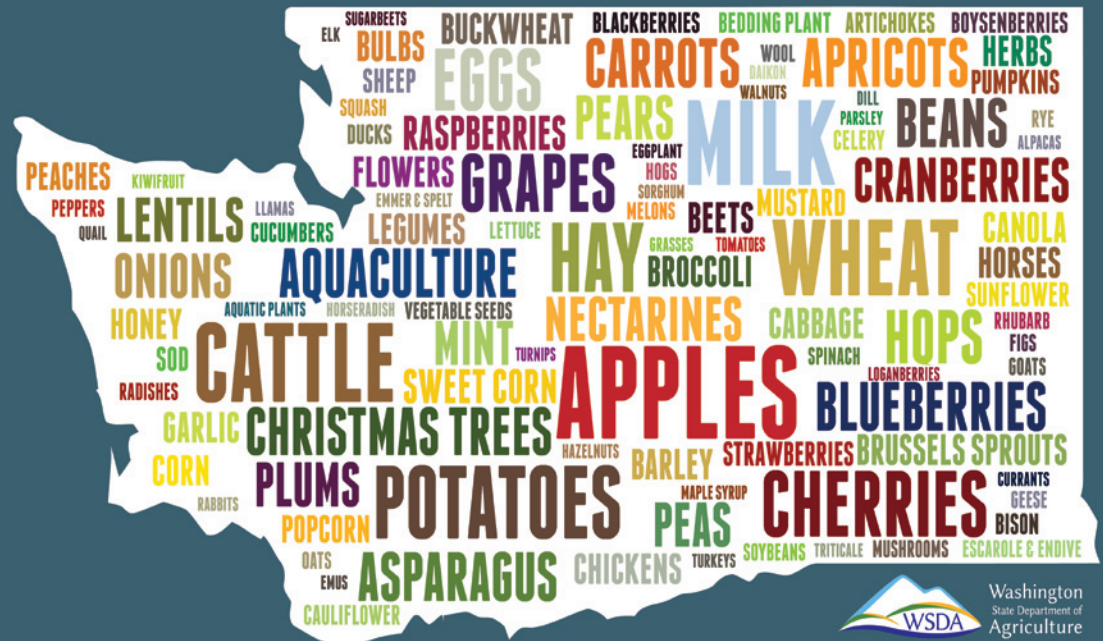 SUGARBEETS
ELK
BULBS
BUCKWHEAT
BLACKBERRIES
BEDDING PLANT
ARTICHOKES
BOYSENBERRIES
SHEEP
EGGS
CARROTS
WOOL
DAIKON
APRICOTS
HERBS
PUMPKINS
SQUASH
WALNUTS
DUCKS
RASPBERRIES
PEARS
MILK
DILL
PARSLEY
CELERY
BEANS
RYE
ALPACAS
PEACHES
KIWIFRUIT
FLOWERS
GRAPES
EGGPLANT
HOGS
SORGHUM
MELONS
CRANBERRIES
PEPPERS
LENTILS
LLAMAS
EMMER & SPELT
BEETS
MUSTARD
QUAIL
CUCUMBERS
LEGUMES
LETTUCE
HAY
GRASSES
TOMATOES
WHEAT
CANOLA
ONIONS
AQUACULTURE
BROCCOLI
HORSES
SUNFLOWER
AQUATIC PLANTS
HORSERADISH
VEGETABLE SEEDS
NECTARINES
CABBAGE
HOPS
RHUBARB
HONEY
CATTLE
MINT
TURNIPS
SPINACH
FIGS
SOD
GOATS
RADISHES
SWEET CORN
APPLES
LOGANBERRIES
BLUEBERRIES
GARLIC
CHRISTMAS TREES
HAZELNUTS
BARLEY
STRAWBERRIES
BRUSSELS SPROUTS
CORN
PLUMS
POTATOES
CHERRIES
CURRANTS
RABBITS
MAPLE SYRUP
GEESE
POPCORN
PEAS
BISON
OATS
ASPARAGUS
CHICKENS
TURKEYS
SOYBEANS
TRITICALE
MUSHROOMS
ESCAROLE & ENDIVE
EMUS
CAULIFLOWER
WSDA
Washington
State Department of
Agriculture